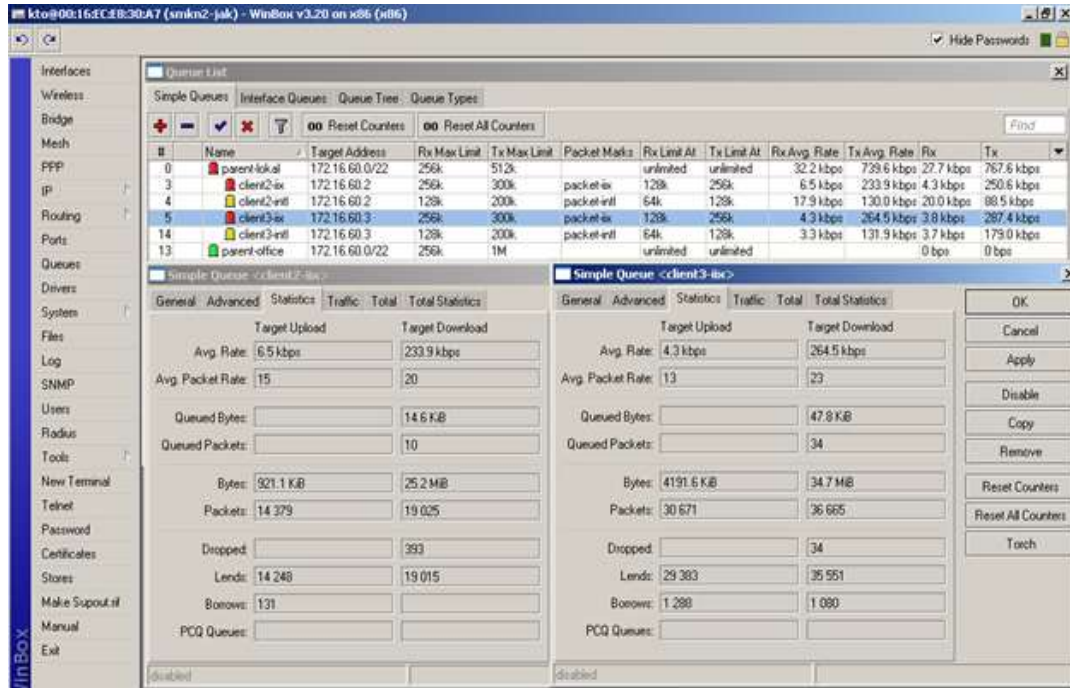 kto@00:16:EC:E8:30:A7 (smkn2-jak) - WinBox v3.20 on x86 (x86)
Hide Passwords
Interfaces
Wireless
Bridge
Mesh
PPP
IP
Routing
Ports
Queues
Drivers
System
Files
Log
SNMP
Users
Radius
Tools
New Terminal
Telnet
Password
Certificates
Stores
Make Supout.rif
Manual
Exit
WinBox
Queue List
Simple Queues Interface Queues Queue Tree Queue Types
00 Reset Counters 00 Reset All Counters Find
# Name Target Address Rx Max Limit Tx Max Limit Packet Marks Rx Limit At Tx Limit At Rx Avg. Rate Tx Avg. Rate Rx Tx
0 parent-lokal 172.16.60.0/22 256k 512k unlimited unlimited 32.2 kbps 739.6 kbps 27.7 kbps 767.6 kbps
3 client2-iix 172.16.60.2 256k 300k packet-iix 128k 256k 6.5 kbps 233.9 kbps 4.3 kbps 250.6 kbps
4 client2-intl 172.16.60.2 128k 200k packet-intl 64k 128k 17.9 kbps 130.0 kbps 20.0 kbps 88.5 kbps
5 client3-iix 172.16.60.3 256k 300k packet-iix 128k 256k 4.3 kbps 264.5 kbps 3.8 kbps 287.4 kbps
14 client3-intl 172.16.60.3 128k 200k packet-intl 64k 128k 3.3 kbps 131.9 kbps 3.7 kbps 179.0 kbps
13 parent-office 172.16.60.0/22 256k 1M unlimited unlimited 0 bps 0 bps
Simple Queue <client2-iix>
General Advanced Statistics Traffic Total Total Statistics
Target Upload Target Download
Avg. Rate: 6.5 kbps 233.9 kbps
Avg. Packet Rate: 15 20
Queued Bytes: 14.6 KiB
Queued Packets: 10
Bytes: 921.1 KiB 25.2 MiB
Packets: 14 379 19 025
Dropped: 393
Lends: 14 248 19 015
Borrows: 131
PCQ Queues:
disabled
Simple Queue <client3-iix>
General Advanced Statistics Traffic Total Total Statistics
Target Upload Target Download
Avg. Rate: 4.3 kbps 264.5 kbps
Avg. Packet Rate: 13 23
Queued Bytes: 47.8 KiB
Queued Packets: 34
Bytes: 4191.6 KiB 34.7 MiB
Packets: 30 671 36 665
Dropped: 34
Lends: 29 383 35 551
Borrows: 1 288 1 080
PCQ Queues:
disabled
OK
Cancel
Apply
Disable
Copy
Remove
Reset Counters
Reset All Counters
Torch